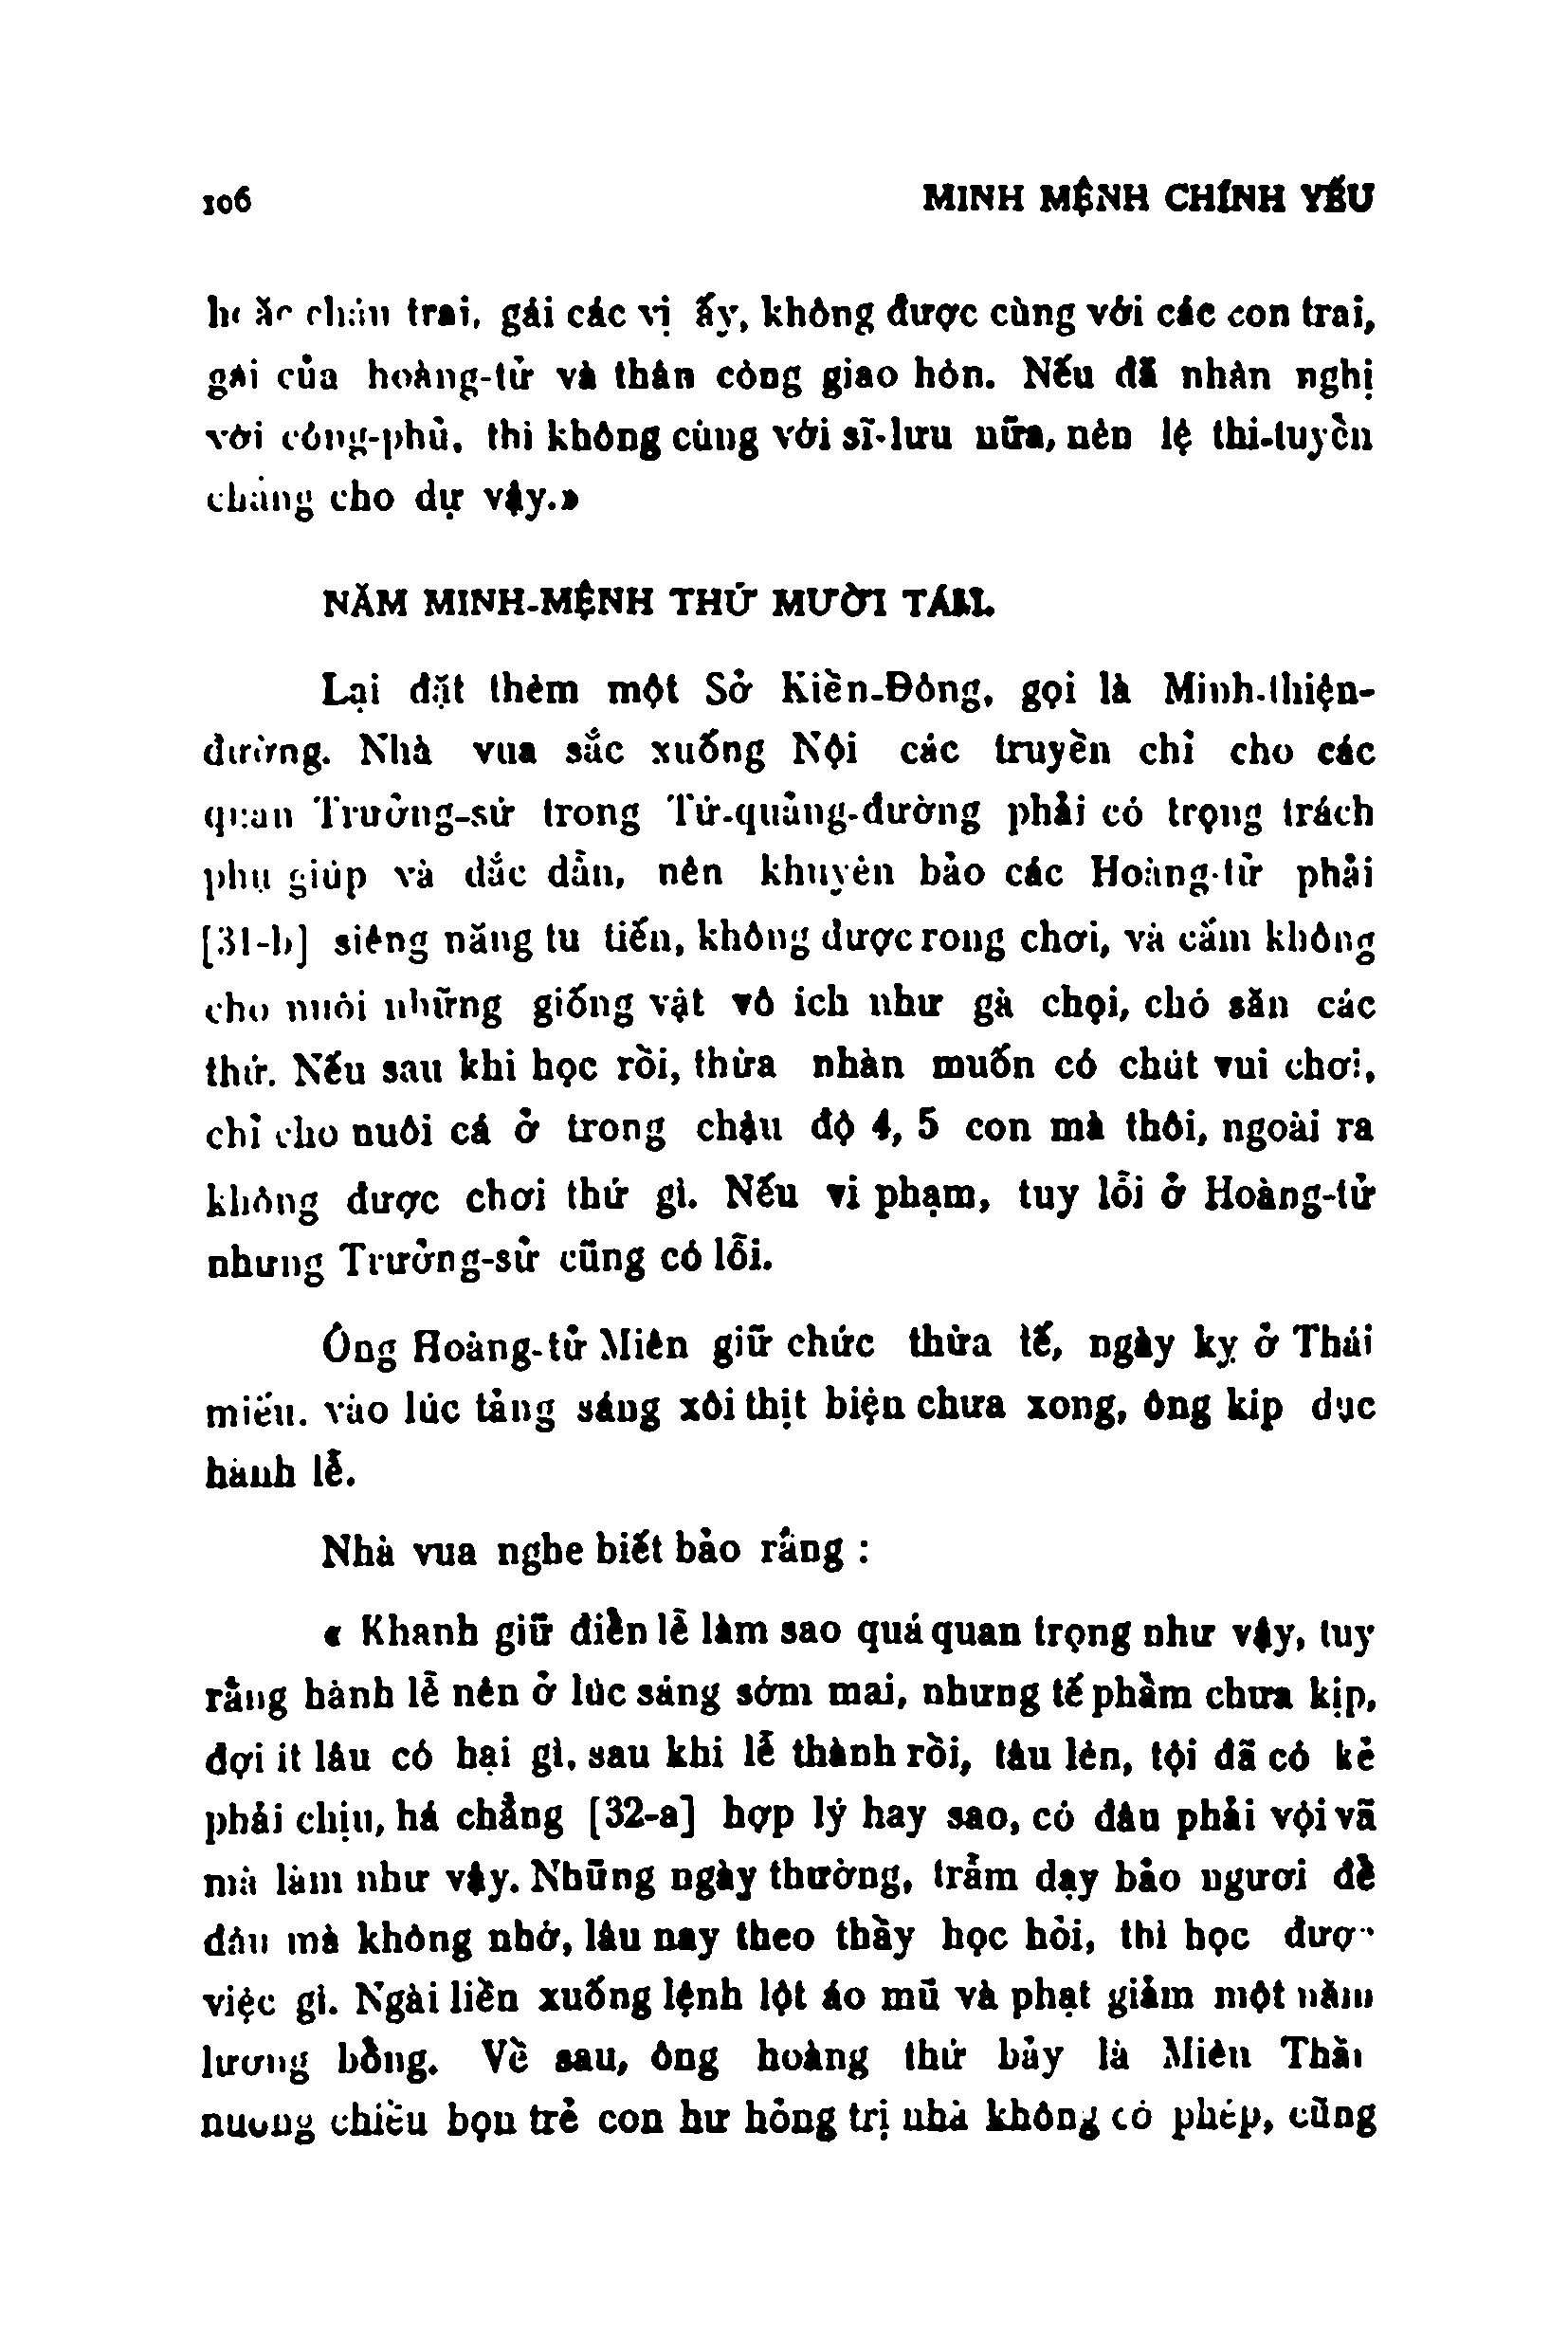 106 MINH MỆNH CHÍNH YẾU
hoặc cháu trai, gái các vị ấy, không được cùng với các con trai,
gái của hoàng-tử và thân công giao hôn. Nếu đã nhân nghị
với công-phủ, thì không cùng với sĩ-lưu nữa, nên lệ thi-tuyển
chẳng cho dự vậy.»
NĂM MINH-MỆNH THỨ MƯỜI TÁM.
Lại đặt thêm một Sở Kiền-Đông, gọi là Minh-thiện-
đường. Nhà vua sắc xuống Nội các truyền chỉ cho các
quan Trưởng-sử trong Tứ-quảng-đường phải có trọng trách
phụ giúp và dắc dẫn, nên khuyên bảo các Hoàng-tử phải
[31-b] siêng năng tu tiến, không được rong chơi, và cấm không
cho nuôi những giống vật vô ích như gà chọi, chó săn các
thứ. Nếu sau khi học rồi, thừa nhàn muốn có chút vui chơi,
chỉ cho nuôi cá ở trong chậu độ 4, 5 con mà thôi, ngoài ra
không được chơi thứ gì. Nếu vi phạm, tuy lỗi ở Hoàng-tử
nhưng Trưởng-sử cũng có lỗi.
Ông Hoàng-tử Miên giữ chức thừa tế, ngày kỵ ở Thái
miếu. vào lúc tảng sáng xôi thịt biện chưa xong, ông kịp dục
hành lễ.
Nhà vua nghe biết bảo rằng :
« Khanh giữ điển lễ làm sao quá quan trọng như vậy, tuy
rằng hành lễ nên ở lúc sáng sớm mai, nhưng tế phẩm chưa kịp,
đợi ít lâu có hại gì, sau khi lễ thành rồi, tâu lên, tội đã có kẻ
phải chịu, há chẳng [32-a] hợp lý hay sao, có đâu phải vội vã
mà làm như vậy. Những ngày thường, trẫm dạy bảo ngươi để
đâu mà không nhớ, lâu nay theo thầy học hỏi, thì học được
việc gì. Ngài liền xuống lệnh lột áo mũ và phạt giảm một năm
lương bổng. Về sau, ông hoàng thứ bảy là Miên Thần
nuông chiều bọn trẻ con hư hỏng trị nhà không có phép, cũng